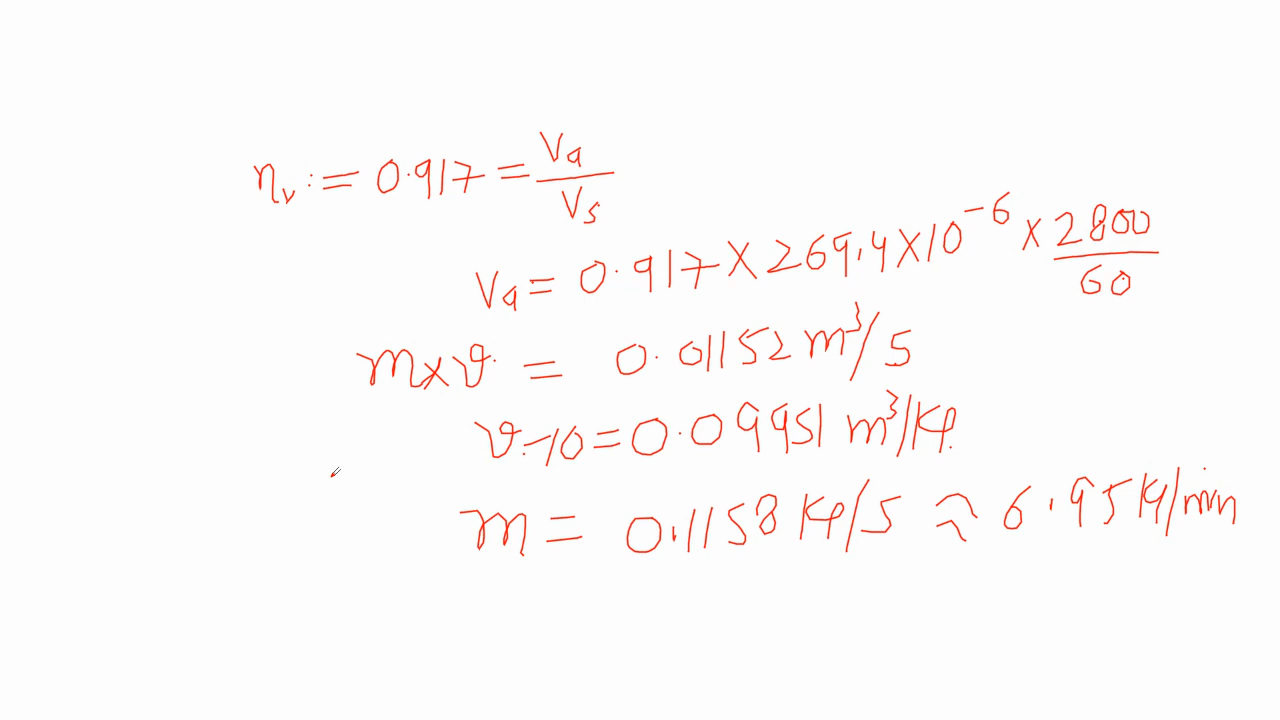 ηv := 0.917 = Va/Vs
Va = 0.917 × 269.4 × 10^-6 × 2800/60
m × ϑ = 0.01152 m³/s
ϑ-10 = 0.09951 m³/kg
m = 0.1158 kg/s ≈ 6.95 kg/min